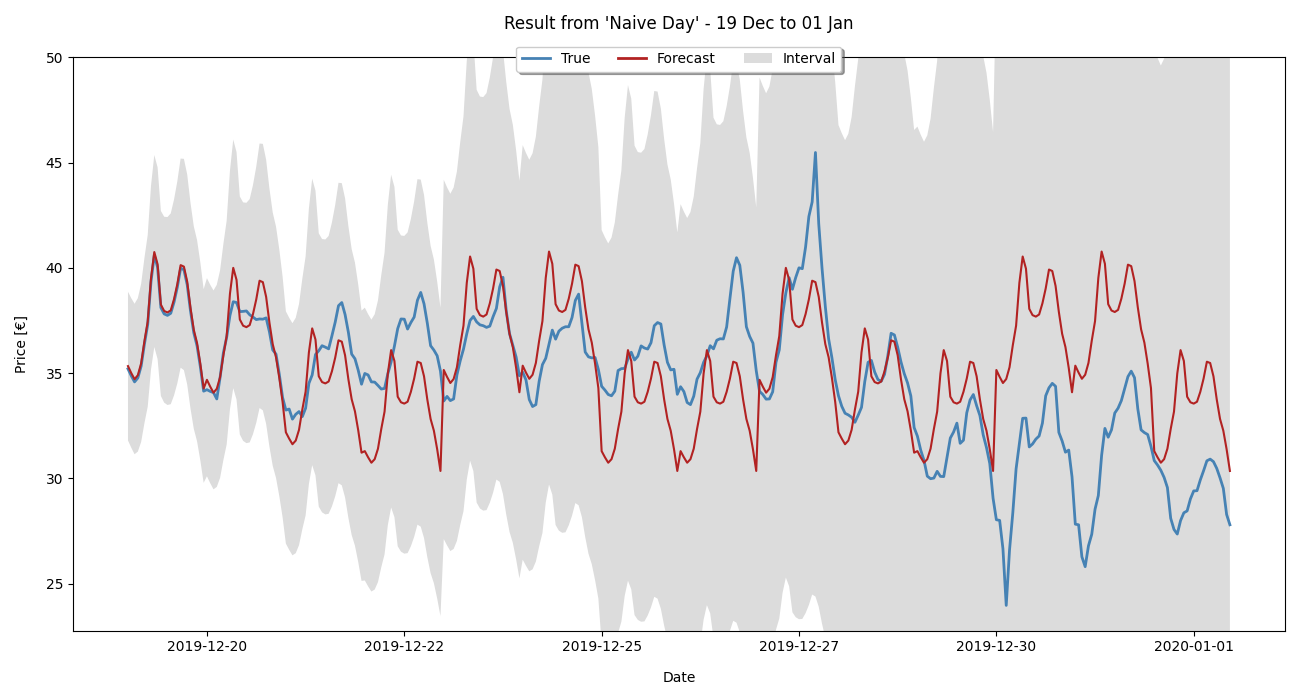 Result from 'Naive Day' - 19 Dec to 01 Jan
True Forecast Interval
50
45
40
35
30
25
Price [€]
2019-12-20 2019-12-22 2019-12-25 2019-12-27 2019-12-30 2020-01-01
Date